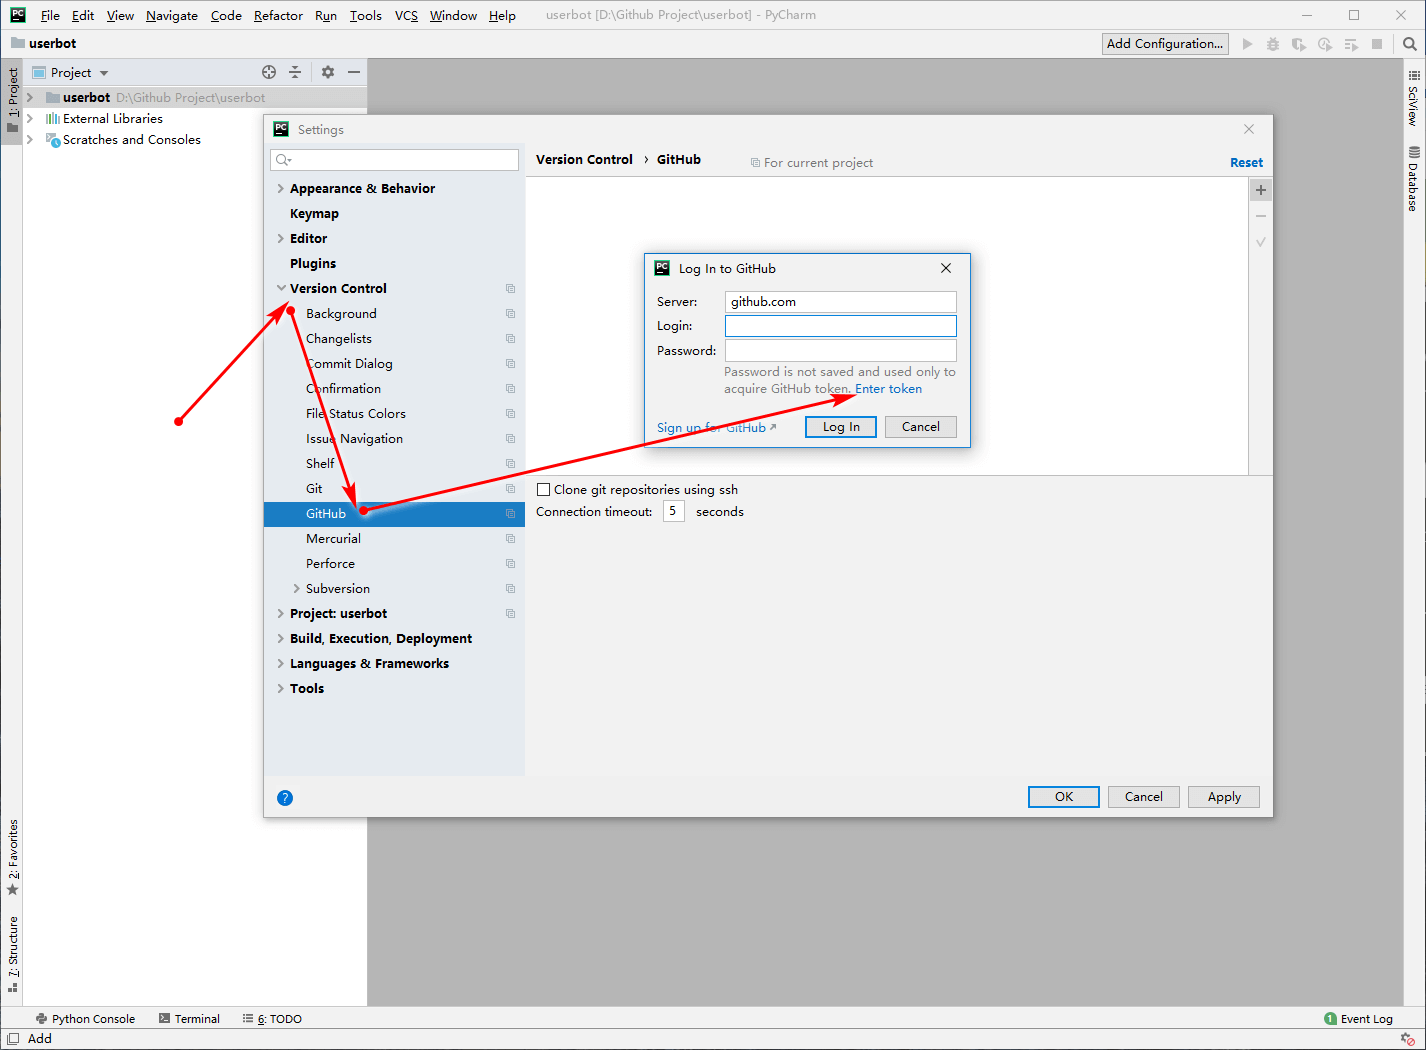 PC File Edit View Navigate Code Refactor Run Tools VCS Window Help userbot [D:\Github Project\userbot] - PyCharm
userbot Add Configuration...
1: Project
Project
userbot D:\Github Project\userbot
External Libraries
Scratches and Consoles
SciView
Database
PC Settings
Version Control › GitHub For current project Reset
Appearance & Behavior
Keymap
Editor
Plugins
Version Control
Background
Changelists
Commit Dialog
Confirmation
File Status Colors
Issue Navigation
Shelf
Git
GitHub
Mercurial
Perforce
Subversion
Project: userbot
Build, Execution, Deployment
Languages & Frameworks
Tools
PC Log In to GitHub
Server: github.com
Login:
Password:
Password is not saved and used only to
acquire GitHub token. Enter token
Sign up for GitHub Log In Cancel
Clone git repositories using ssh
Connection timeout: 5 seconds
? OK Cancel Apply
2: Favorites
7: Structure
Python Console Terminal 6: TODO 1 Event Log
Add